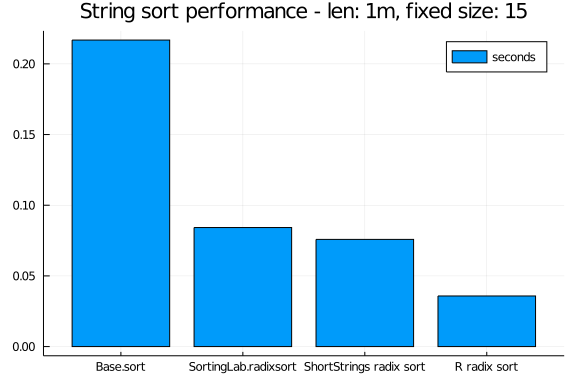 String sort performance - len: 1m, fixed size: 15
seconds
0.20
0.15
0.10
0.05
0.00
Base.sort SortingLab.radixsort ShortStrings radix sort R radix sort